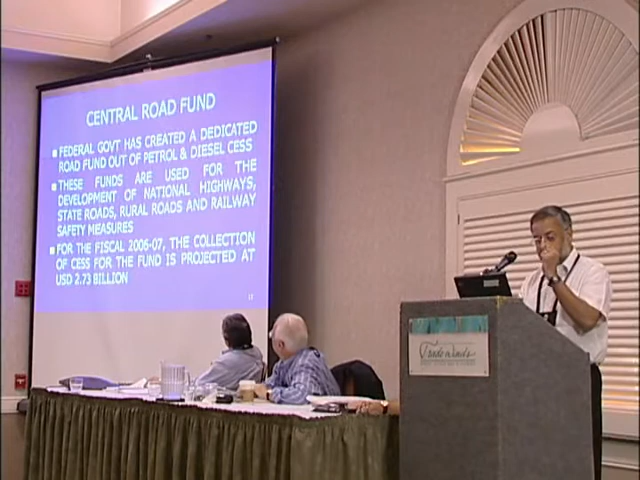 CENTRAL ROAD FUND
FEDERAL GOVT HAS CREATED A DEDICATED
ROAD FUND OUT OF PETROL & DIESEL CESS
THESE FUNDS ARE USED FOR THE
DEVELOPMENT OF NATIONAL HIGHWAYS,
STATE ROADS, RURAL ROADS AND RAILWAY
SAFETY MEASURES
FOR THE FISCAL 2006-07, THE COLLECTION
OF CESS FOR THE FUND IS PROJECTED AT
USD 2.73 BILLION
Tradewinds